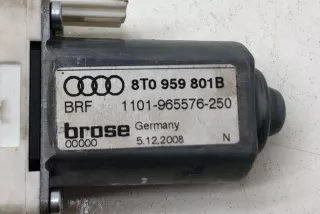 8T0 959 801B
BRF 1101-965576-250
brose Germany
00000 5.12.2008 N